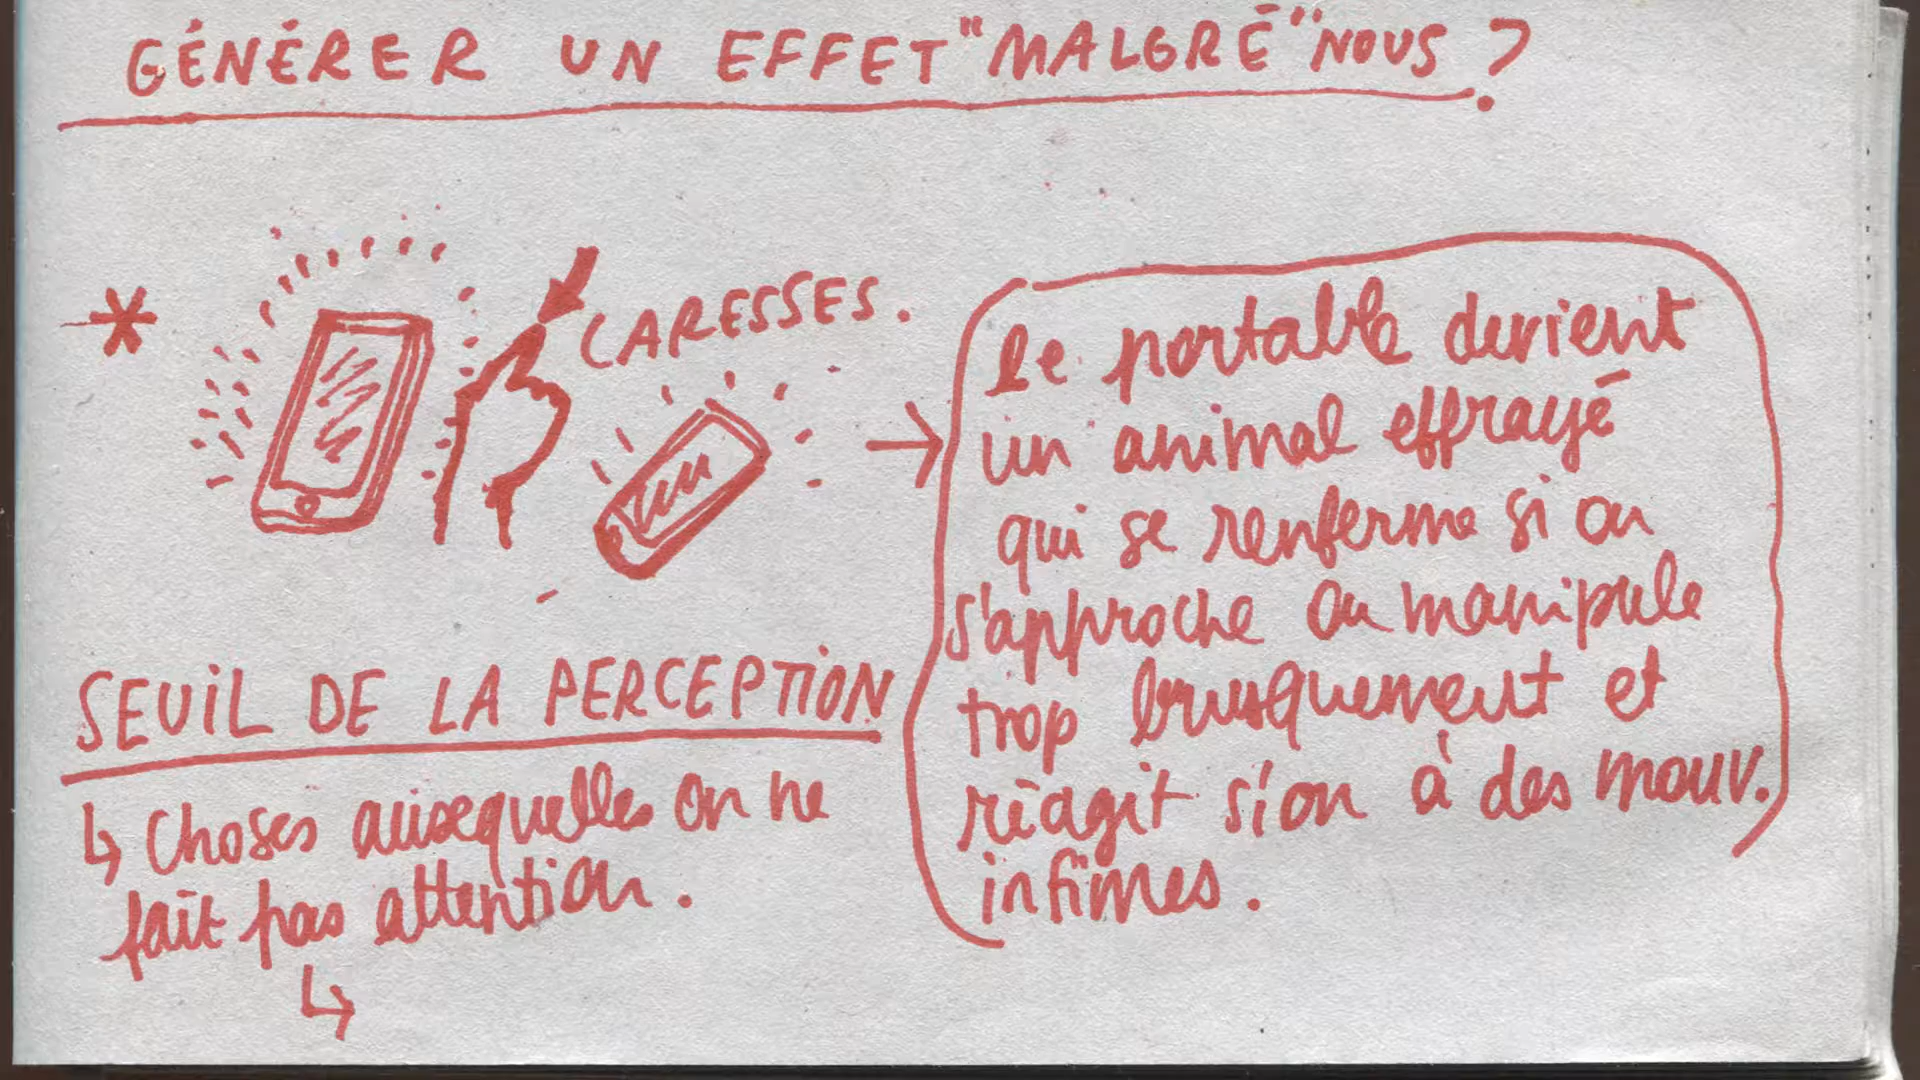 GÉNÉRER UN EFFET "MALGRÉ" NOUS ?
* CARESSES.
→ Le portable devient
un animal effrayé
qui se renferme si on
s'approche ou manipule
trop brusquement et
réagit sion à des mouv.
infimes.
SEUIL DE LA PERCEPTION
↳ Choses auxquelles on ne
fait pas attention.
↳